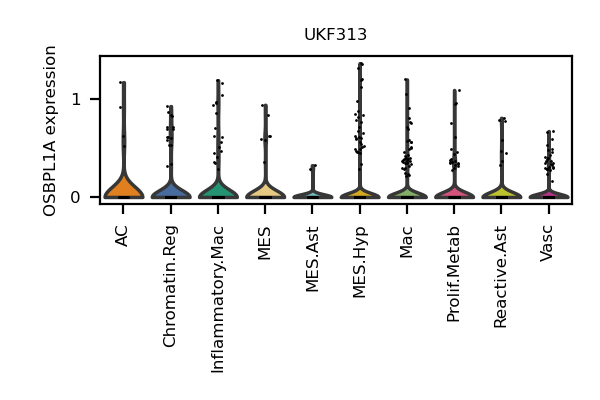 UKF313
OSBPL1A expression
1
0
AC
Chromatin.Reg
Inflammatory.Mac
MES
MES.Ast
MES.Hyp
Mac
Prolif.Metab
Reactive.Ast
Vasc